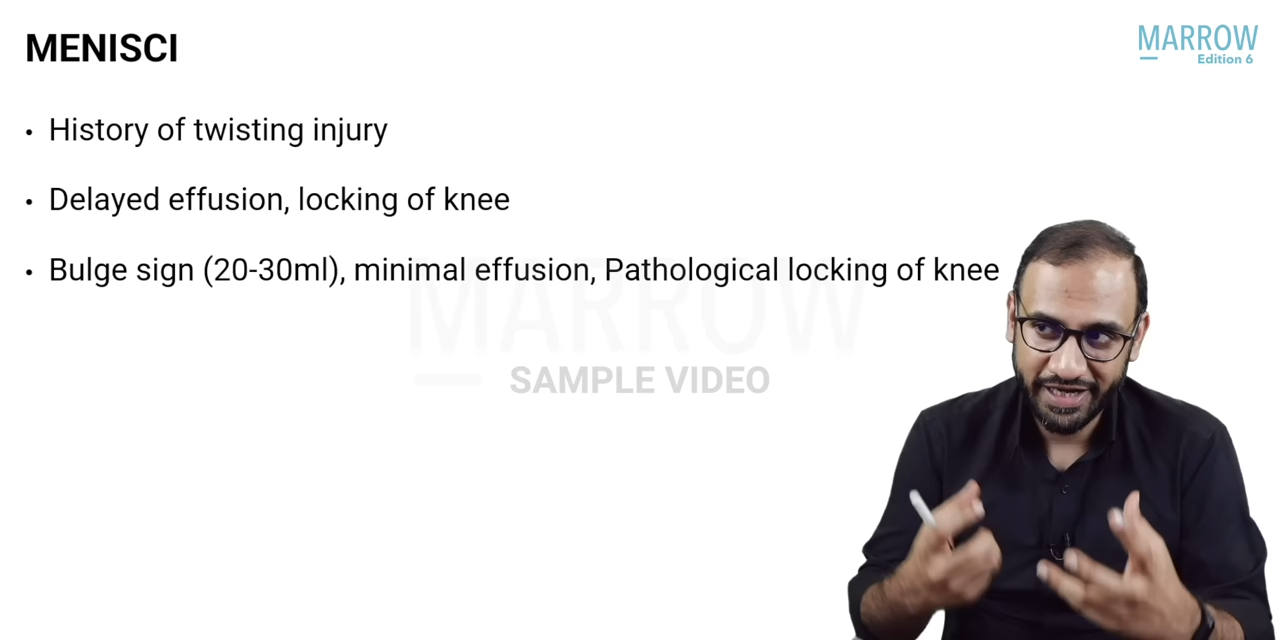 MENISCI
MARROW
Edition 6
• History of twisting injury
• Delayed effusion, locking of knee
• Bulge sign (20-30ml), minimal effusion, Pathological locking of knee
MARROW
SAMPLE VIDEO